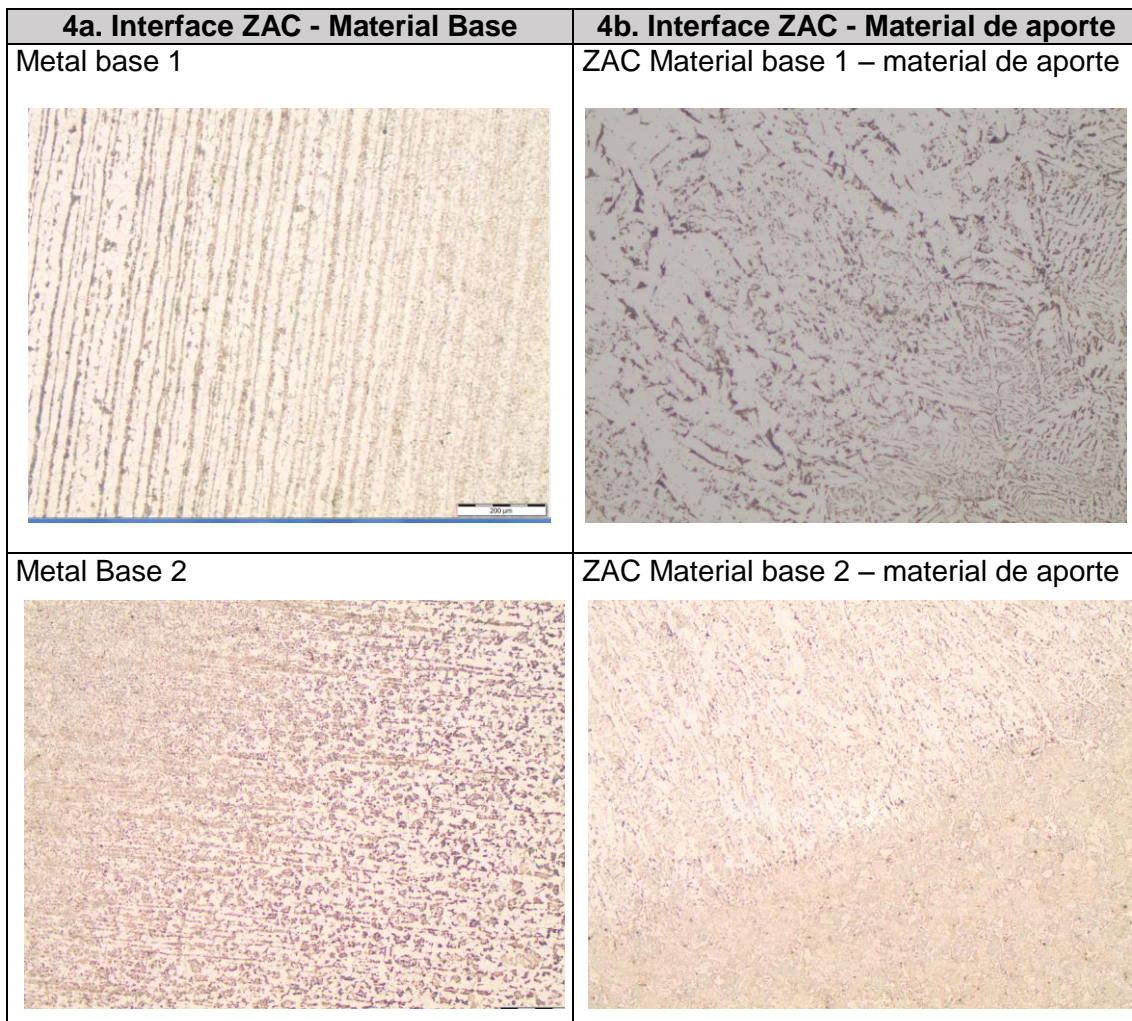 4a. Interface ZAC - Material Base
4b. Interface ZAC - Material de aporte
Metal base 1
ZAC Material base 1 – material de aporte
200 µm
Metal Base 2
ZAC Material base 2 – material de aporte